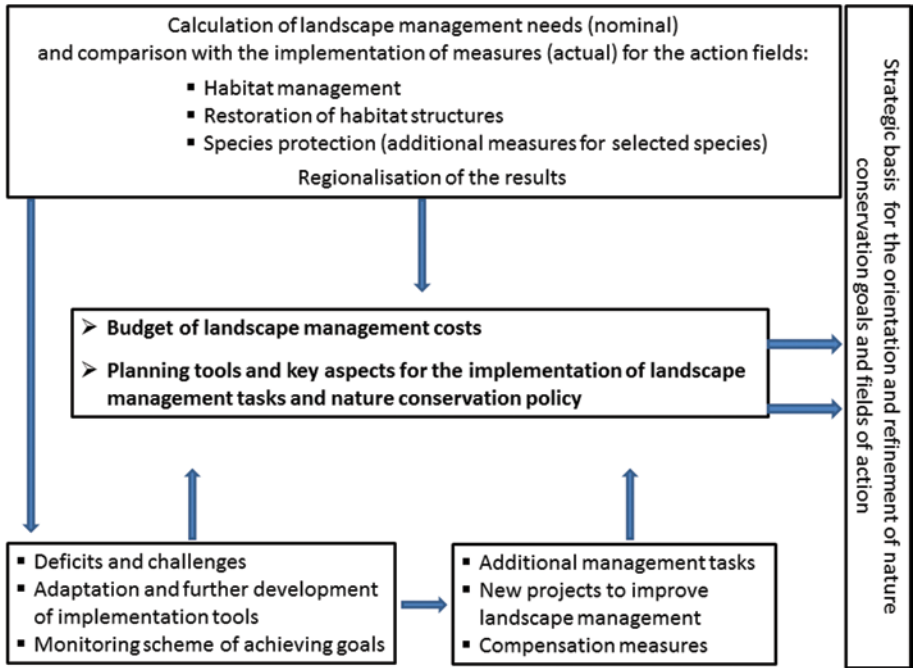 Calculation of landscape management needs (nominal)
and comparison with the implementation of measures (actual) for the action fields:
▪ Habitat management
▪ Restoration of habitat structures
▪ Species protection (additional measures for selected species)
Regionalisation of the results
➢ Budget of landscape management costs
➢ Planning tools and key aspects for the implementation of landscape
management tasks and nature conservation policy
▪ Deficits and challenges
▪ Adaptation and further development
of implementation tools
▪ Monitoring scheme of achieving goals
▪ Additional management tasks
▪ New projects to improve
landscape management
▪ Compensation measures
Strategic basis for the orientation and refinement of nature
conservation goals and fields of action